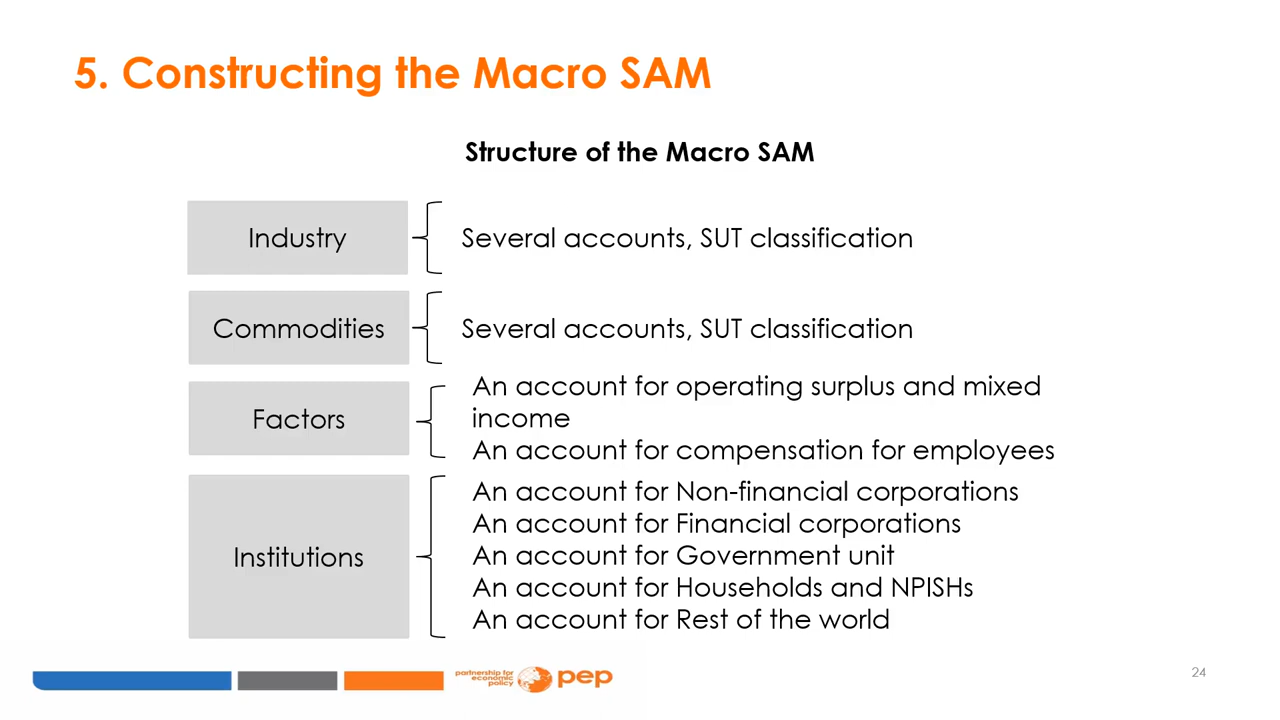 5. Constructing the Macro SAM
Structure of the Macro SAM
Industry
Several accounts, SUT classification
Commodities
Several accounts, SUT classification
Factors
An account for operating surplus and mixed
income
An account for compensation for employees
Institutions
An account for Non-financial corporations
An account for Financial corporations
An account for Government unit
An account for Households and NPISHs
An account for Rest of the world
partnership for
economic
policy
pep
24